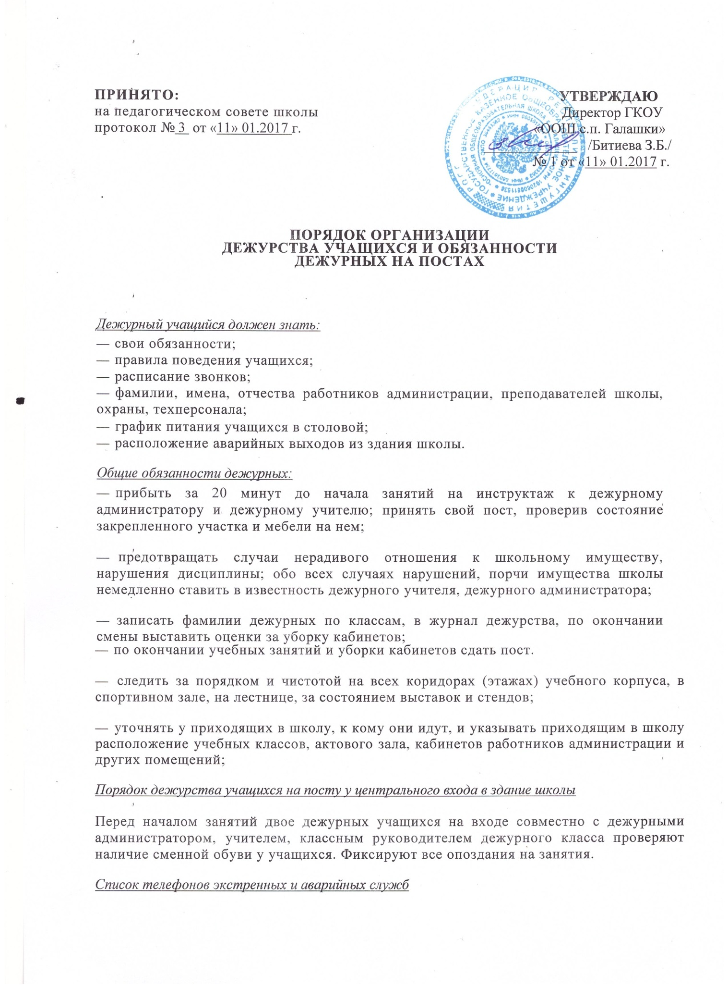 ПРИНЯТО:
на педагогическом совете школы
протокол № 3 от «11» 01.2017 г.
УТВЕРЖДАЮ
Директор ГКОУ
«ООШ с.п. Галашки»
/Битиева З.Б./
№ 1 от «11» 01.2017 г.
ПОРЯДОК ОРГАНИЗАЦИИ
ДЕЖУРСТВА УЧАЩИХСЯ И ОБЯЗАННОСТИ
ДЕЖУРНЫХ НА ПОСТАХ
Дежурный учащийся должен знать:
— свои обязанности;
— правила поведения учащихся;
— расписание звонков;
— фамилии, имена, отчества работников администрации, преподавателей школы,
охраны, техперсонала;
— график питания учащихся в столовой;
— расположение аварийных выходов из здания школы.
Общие обязанности дежурных:
— прибыть за 20 минут до начала занятий на инструктаж к дежурному
администратору и дежурному учителю; принять свой пост, проверив состояние
закрепленного участка и мебели на нем;
— предотвращать случаи нерадивого отношения к школьному имуществу,
нарушения дисциплины; обо всех случаях нарушений, порчи имущества школы
немедленно ставить в известность дежурного учителя, дежурного администратора;
— записать фамилии дежурных по классам, в журнал дежурства, по окончании
смены выставить оценки за уборку кабинетов;
— по окончании учебных занятий и уборки кабинетов сдать пост.
— следить за порядком и чистотой на всех коридорах (этажах) учебного корпуса, в
спортивном зале, на лестнице, за состоянием выставок и стендов;
— уточнять у приходящих в школу, к кому они идут, и указывать приходящим в школу
расположение учебных классов, актового зала, кабинетов работников администрации и
других помещений;
Порядок дежурства учащихся на посту у центрального входа в здание школы
Перед началом занятий двое дежурных учащихся на входе совместно с дежурными
администратором, учителем, классным руководителем дежурного класса проверяют
наличие сменной обуви у учащихся. Фиксируют все опоздания на занятия.
Список телефонов экстренных и аварийных служб